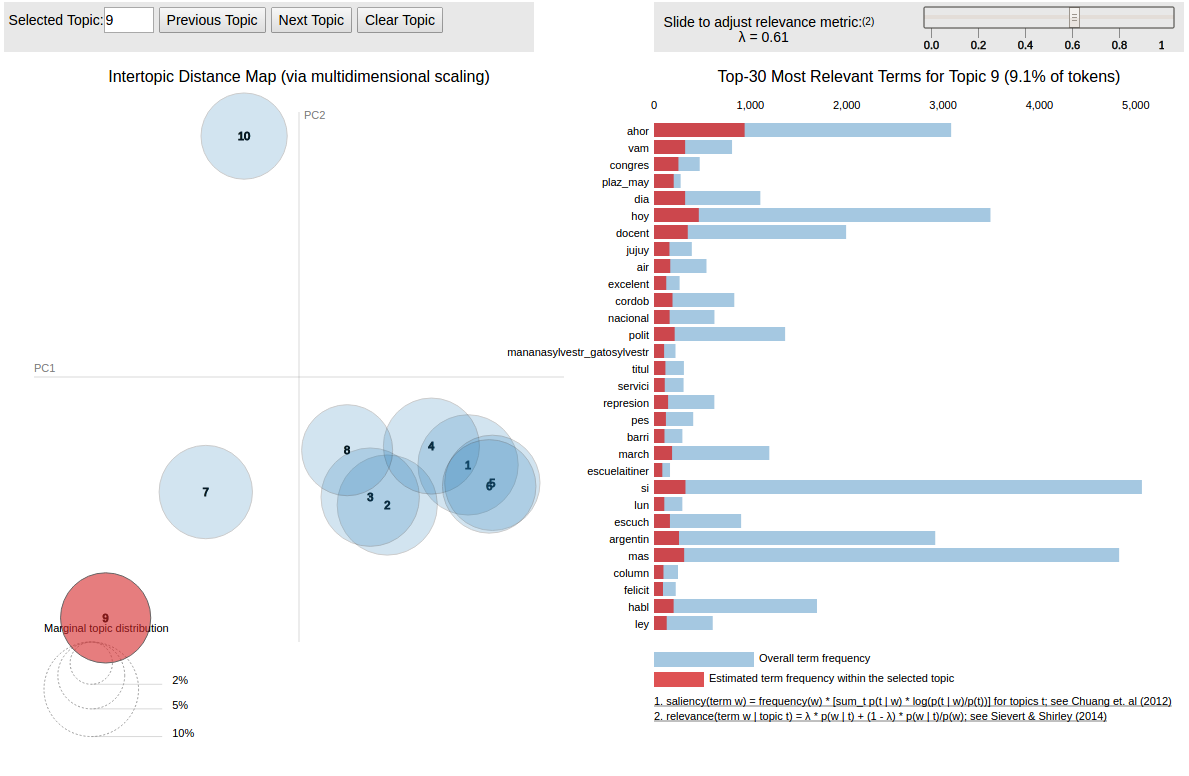 Selected Topic: 9 Previous Topic Next Topic Clear Topic
Slide to adjust relevance metric:(2)
λ = 0.61
0.0 0.2 0.4 0.6 0.8 1
Intertopic Distance Map (via multidimensional scaling)
PC2
PC1
10
8
4
1
5
6
3
2
7
9
Marginal topic distribution
2%
5%
10%
Top-30 Most Relevant Terms for Topic 9 (9.1% of tokens)
0 1,000 2,000 3,000 4,000 5,000
ahor
vam
congres
plaz_may
dia
hoy
docent
jujuy
air
excelent
cordob
nacional
polit
mananasylvestr_gatosylvestr
titul
servici
represion
pes
barri
march
escuelaitiner
si
lun
escuch
argentin
mas
column
felicit
habl
ley
Overall term frequency
Estimated term frequency within the selected topic
1. saliency(term w) = frequency(w) * [sum_t p(t | w) * log(p(t | w)/p(t))] for topics t; see Chuang et. al (2012)
2. relevance(term w | topic t) = λ * p(w | t) + (1 - λ) * p(w | t)/p(w); see Sievert & Shirley (2014)